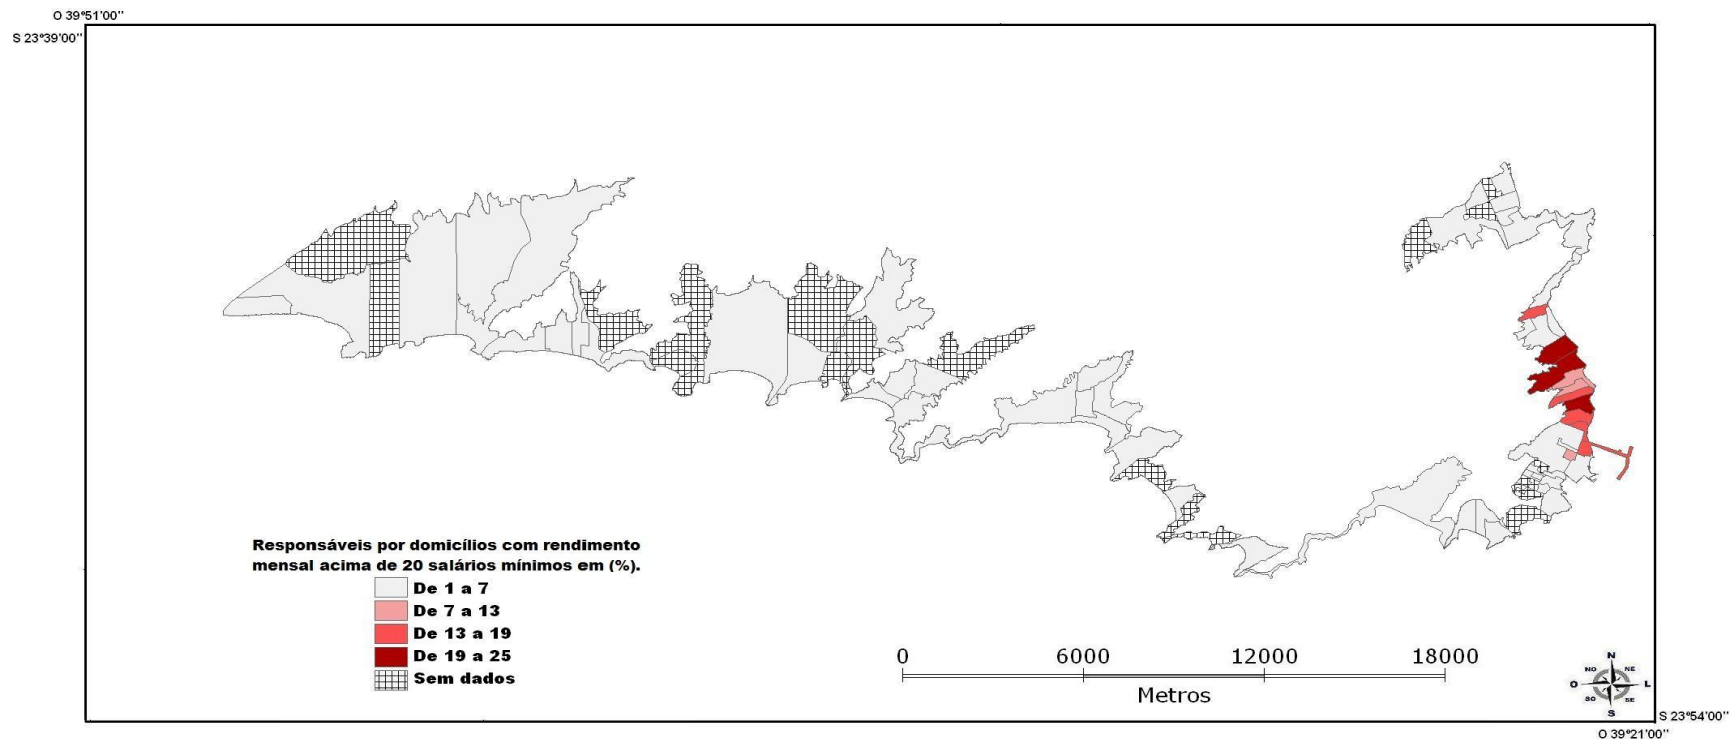 O 39°51'00''
S 23°39'00''
Responsáveis por domicílios com rendimento
mensal acima de 20 salários mínimos em (%).
De 1 a 7
De 7 a 13
De 13 a 19
De 19 a 25
Sem dados
0 6000 12000 18000
Metros
N
NO NE
O L
SO SE
S
S 23°54'00''
O 39°21'00''